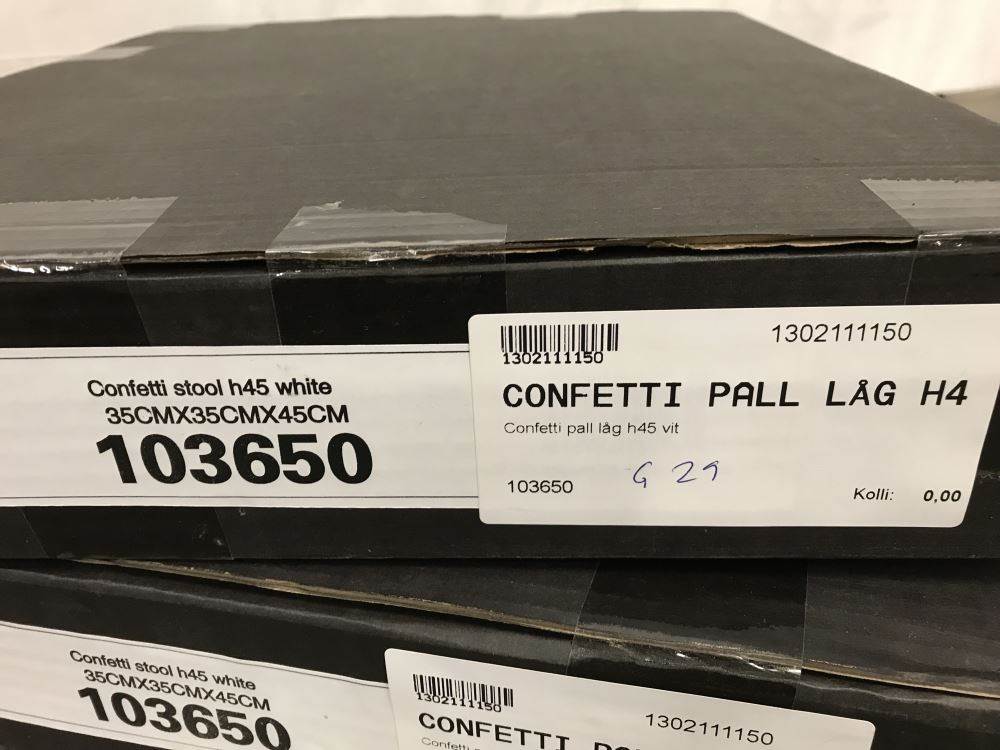 Confetti stool h45 white
35CMX35CMX45CM
103650
1302111150
1302111150
CONFETTI PALL LÅG H4
Confetti pall låg h45 vit
103650
G 29
Kolli: 0,00
Confetti stool h45 white
35CMX35CMX45CM
103650
1302111150
1302111150
CONFETTI
Confetti